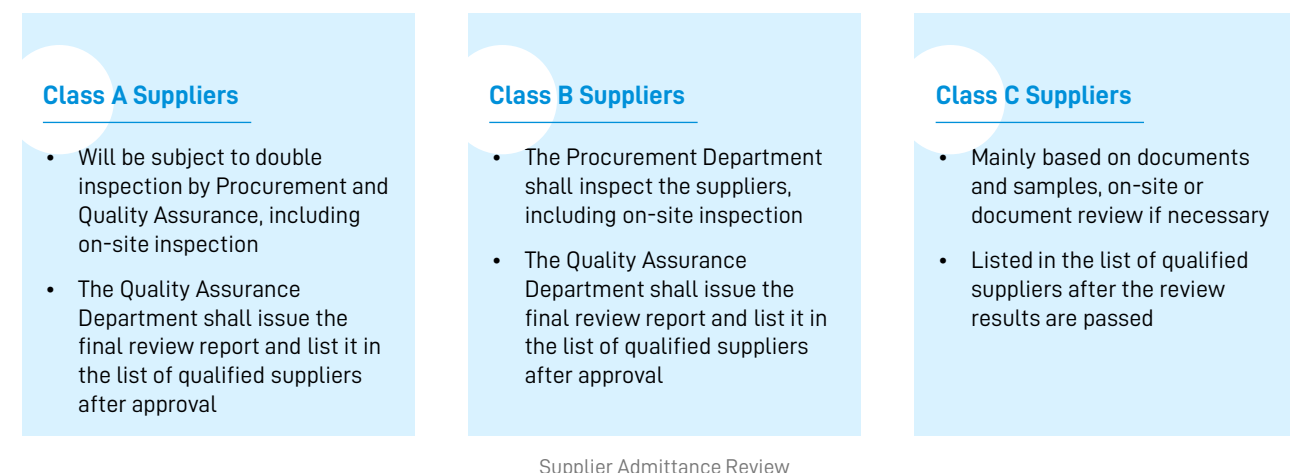 Class A Suppliers
• Will be subject to double
inspection by Procurement and
Quality Assurance, including
on-site inspection
• The Quality Assurance
Department shall issue the
final review report and list it in
the list of qualified suppliers
after approval
Class B Suppliers
• The Procurement Department
shall inspect the suppliers,
including on-site inspection
• The Quality Assurance
Department shall issue the
final review report and list it in
the list of qualified suppliers
after approval
Class C Suppliers
• Mainly based on documents
and samples, on-site or
document review if necessary
• Listed in the list of qualified
suppliers after the review
results are passed
Supplier Admittance Review